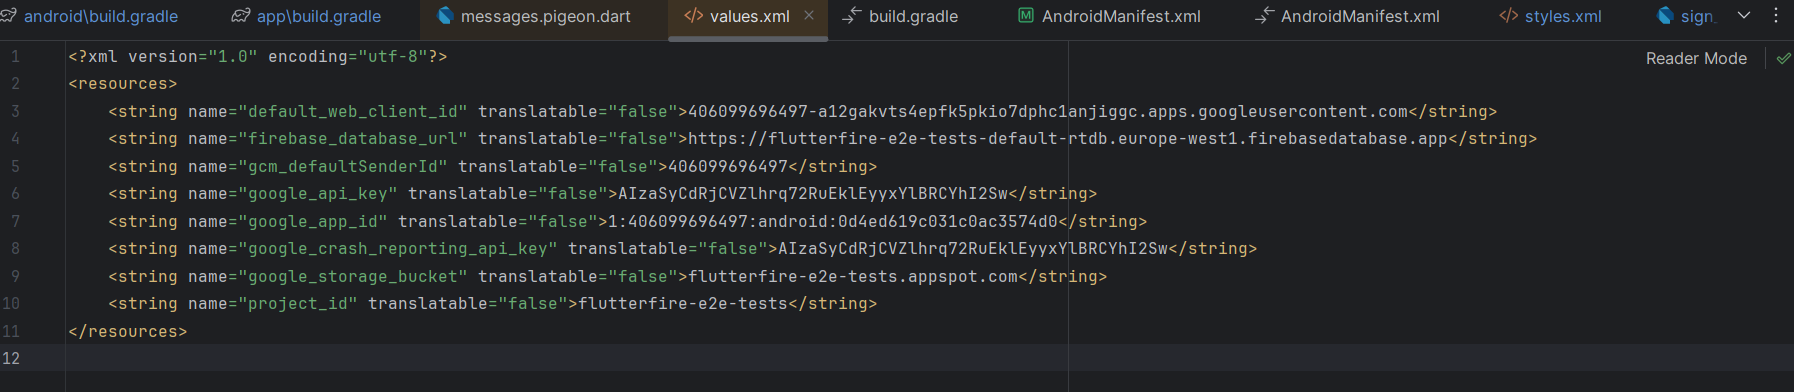 android\build.gradle app\build.gradle messages.pigeon.dart values.xml build.gradle AndroidManifest.xml AndroidManifest.xml styles.xml sign_
Reader Mode
1 <?xml version="1.0" encoding="utf-8"?>
2 <resources>
3 <string name="default_web_client_id" translatable="false">406099696497-a12gakvts4epfk5pkio7dphc1anjiggc.apps.googleusercontent.com</string>
4 <string name="firebase_database_url" translatable="false">https://flutterfire-e2e-tests-default-rtdb.europe-west1.firebasedatabase.app</string>
5 <string name="gcm_defaultSenderId" translatable="false">406099696497</string>
6 <string name="google_api_key" translatable="false">AIzaSyCdRjCVZlhrq72RuEklEyyxYlBRCYhI2Sw</string>
7 <string name="google_app_id" translatable="false">1:406099696497:android:0d4ed619c031c0ac3574d0</string>
8 <string name="google_crash_reporting_api_key" translatable="false">AIzaSyCdRjCVZlhrq72RuEklEyyxYlBRCYhI2Sw</string>
9 <string name="google_storage_bucket" translatable="false">flutterfire-e2e-tests.appspot.com</string>
10 <string name="project_id" translatable="false">flutterfire-e2e-tests</string>
11 </resources>
12